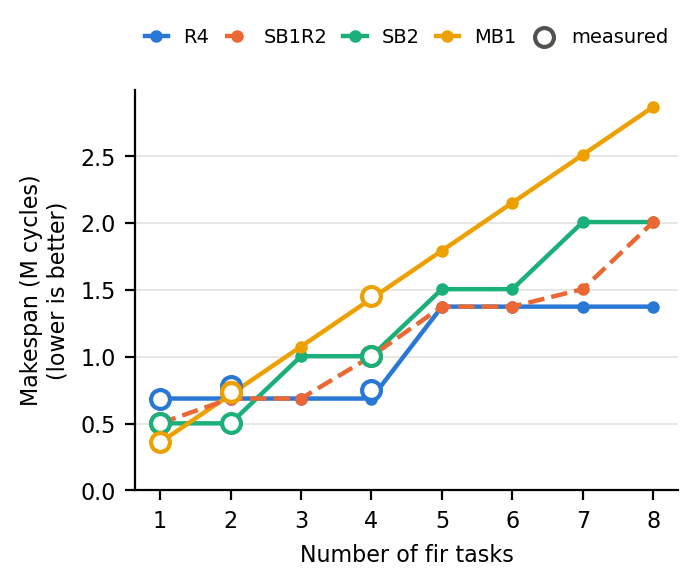 R4 SB1R2 SB2 MB1 measured
Makespan (M cycles)
(lower is better)
2.5
2.0
1.5
1.0
0.5
0.0
1 2 3 4 5 6 7 8
Number of fir tasks